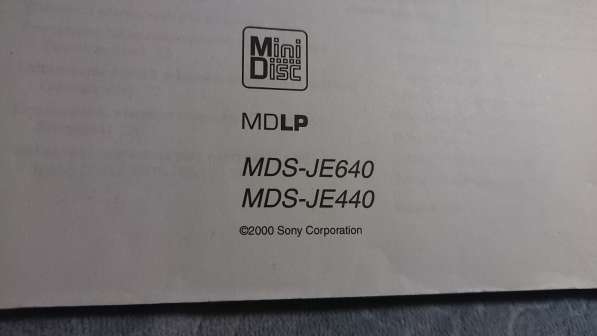 Mini
Disc
MDLP
MDS-JE640
MDS-JE440
©2000 Sony Corporation